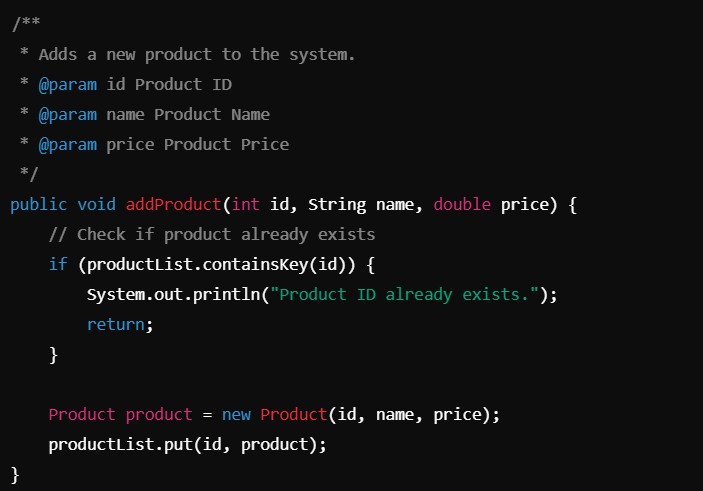 /**
 * Adds a new product to the system.
 * @param id Product ID
 * @param name Product Name
 * @param price Product Price
 */
public void addProduct(int id, String name, double price) {
    // Check if product already exists
    if (productList.containsKey(id)) {
        System.out.println("Product ID already exists.");
        return;
    }

    Product product = new Product(id, name, price);
    productList.put(id, product);
}